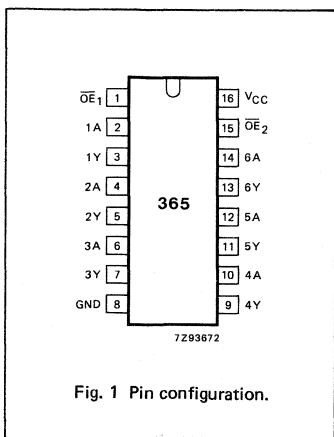 OE1 1 16 VCC
1A 2 15 OE2
1Y 3 14 6A
2A 4 13 6Y
2Y 5 365 12 5A
3A 6 11 5Y
3Y 7 10 4A
GND 8 9 4Y
7Z93672
Fig. 1 Pin configuration.